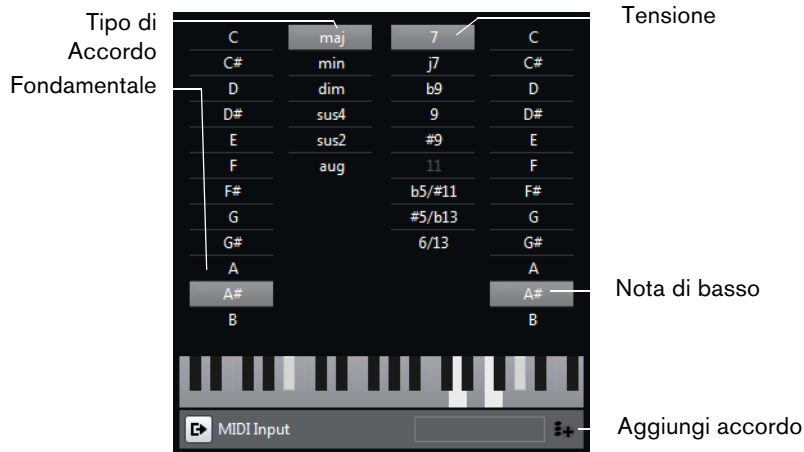 Tipo di
Accordo
Fondamentale
Tensione
C maj 7 C
C# min j7 C#
D dim b9 D
D# sus4 9 D#
E sus2 #9 E
F aug 11 F
F# b5/#11 F#
G #5/b13 G
G# 6/13 G#
A A
A# A#
B B
Nota di basso
MIDI Input
Aggiungi accordo